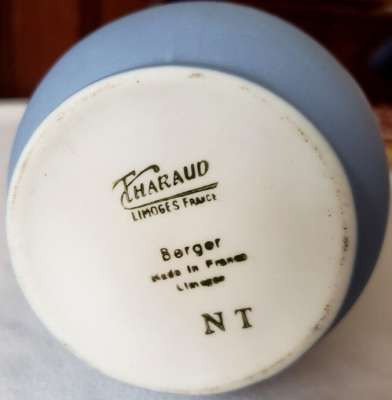 THARAUD
LIMOGES FRANCE
Berger
Made in France
Limoges
NT